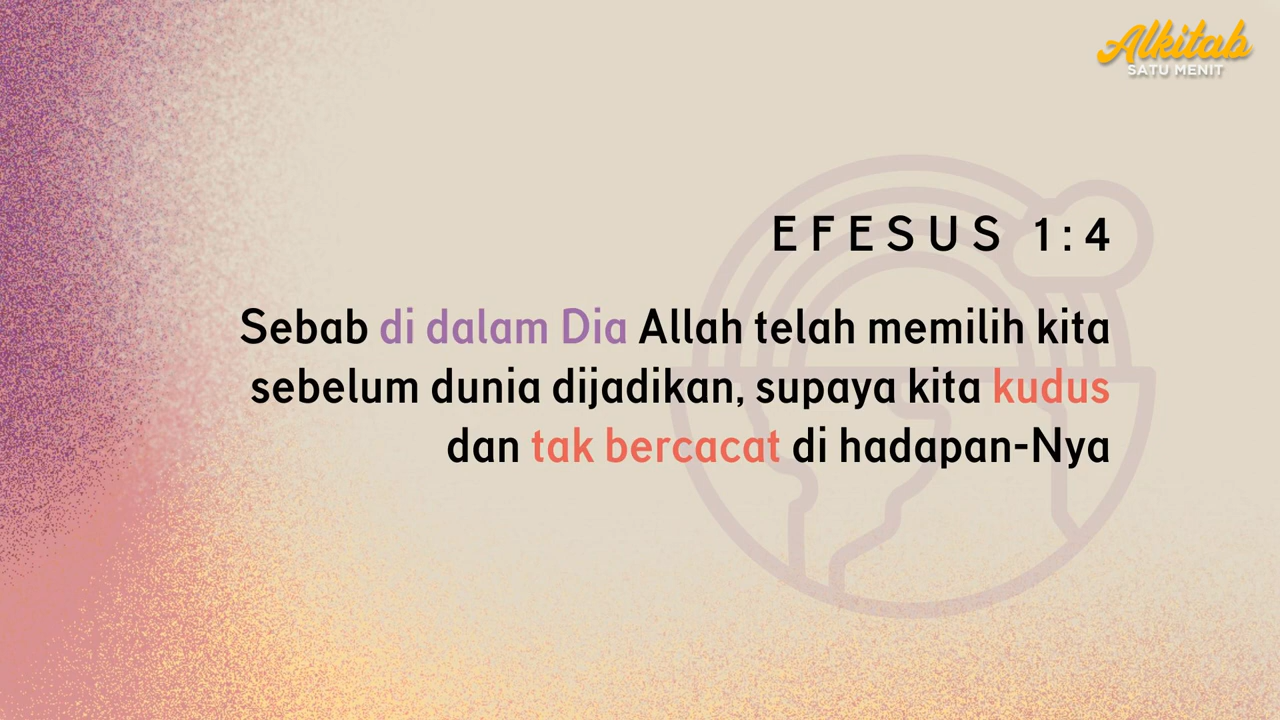 Alkitab
SATU MENIT
EFESUS 1:4
Sebab di dalam Dia Allah telah memilih kita
sebelum dunia dijadikan, supaya kita kudus
dan tak bercacat di hadapan-Nya